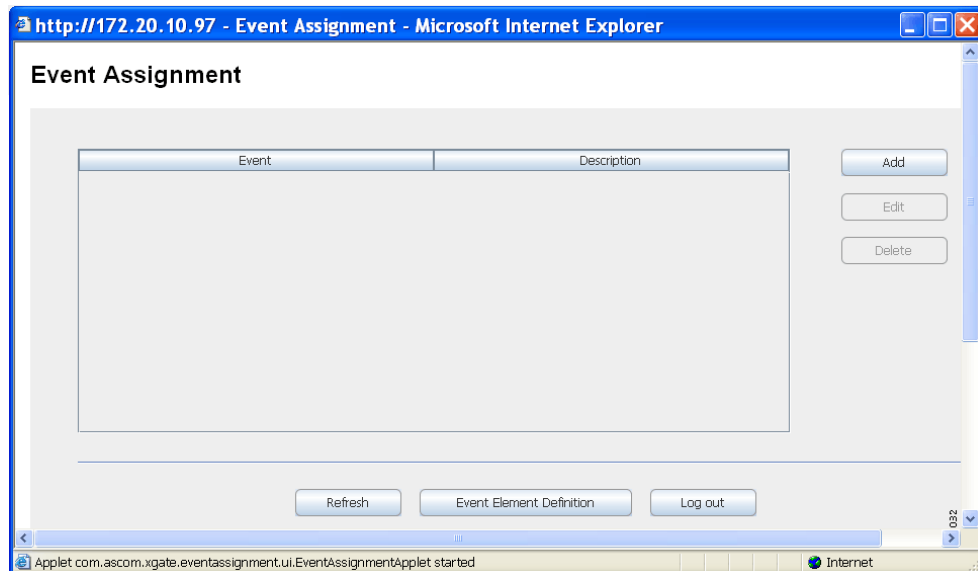 http://172.20.10.97 - Event Assignment - Microsoft Internet Explorer
Event Assignment
Event Description
Add
Edit
Delete
Refresh Event Element Definition Log out
032
Applet com.ascom.xgate.eventassignment.ui.EventAssignmentApplet started Internet